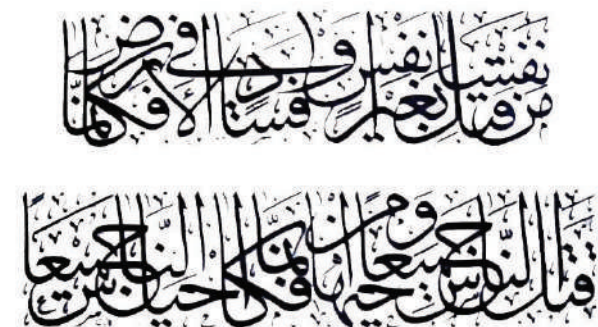 من قتل نفسا بغير نفس أو فساد في الأرض فكأنما
قتل الناس جميعا ومن أحياها فكأنما أحيا الناس جميعا